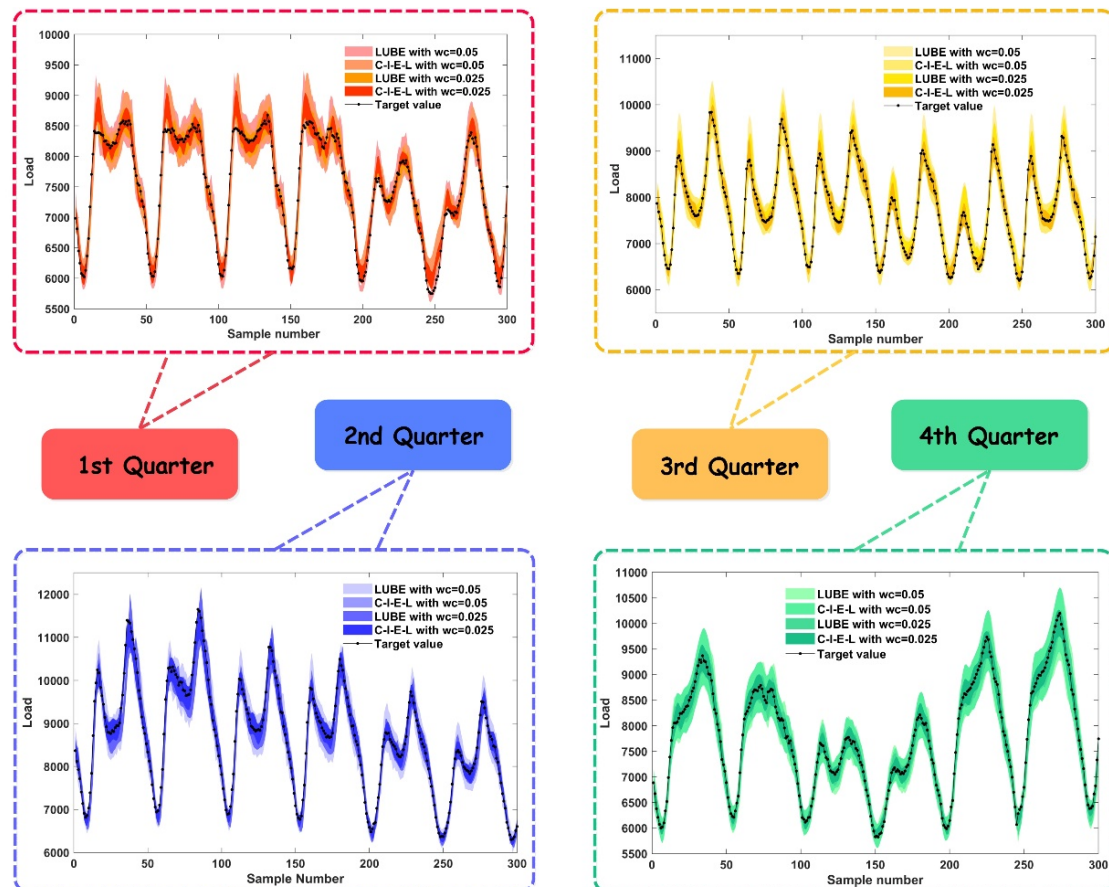 10000
9500
9000
8500
8000
7500
7000
6500
6000
5500
Load
LUBE with wc=0.05
C-I-E-L with wc=0.05
LUBE with wc=0.025
C-I-E-L with wc=0.025
Target value
0 50 100 150 200 250 300
Sample number
11000
10000
9000
8000
7000
6000
Load
LUBE with wc=0.05
C-I-E-L with wc=0.05
LUBE with wc=0.025
C-I-E-L with wc=0.025
Target value
0 50 100 150 200 250 300
Sample number
1st Quarter
2nd Quarter
3rd Quarter
4th Quarter
12000
11000
10000
9000
8000
7000
6000
Load
LUBE with wc=0.05
C-I-E-L with wc=0.05
LUBE with wc=0.025
C-I-E-L with wc=0.025
Target value
0 50 100 150 200 250 300
Sample Number
11000
10500
10000
9500
9000
8500
8000
7500
7000
6500
6000
5500
Load
LUBE with wc=0.05
C-I-E-L with wc=0.05
LUBE with wc=0.025
C-I-E-L with wc=0.025
Target value
0 50 100 150 200 250 300
Sample number